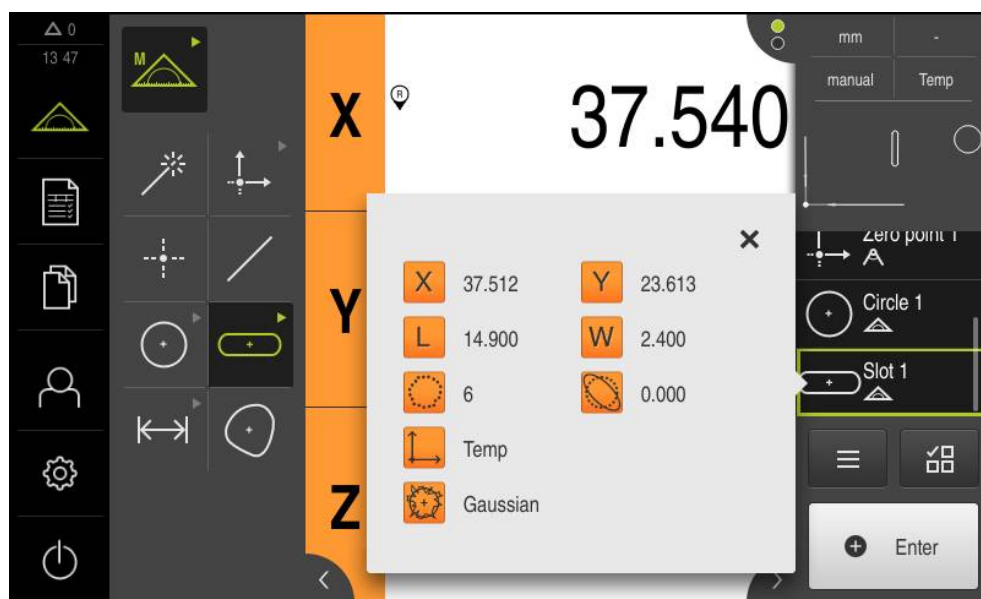 0
13 47
M
X
R
37.540
mm
-
manual
Temp
Zero point 1
X 37.512
Y 23.613
Y
L 14.900
W 2.400
Circle 1
6
0.000
Slot 1
Temp
Gaussian
Z
Enter